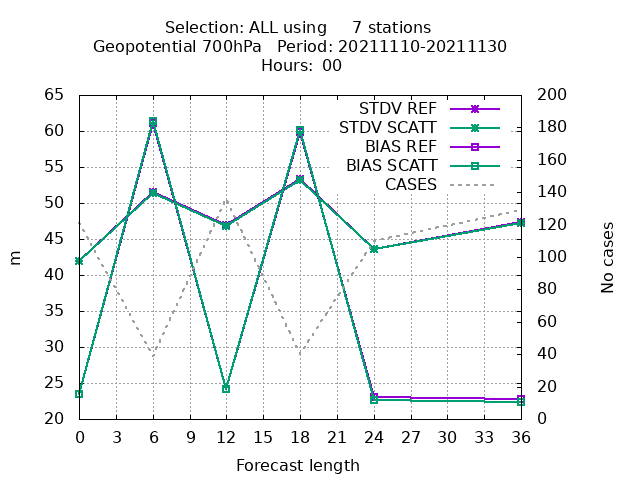 Selection: ALL using     7 stations
Geopotential 700hPa   Period: 20211110-20211130
Hours: 00
65
60
55
50
45
40
35
30
25
20
m
STDV REF
STDV SCATT
BIAS REF
BIAS SCATT
CASES
200
180
160
140
120
100
80
60
40
20
0
No cases
0 3 6 9 12 15 18 21 24 27 30 33 36
Forecast length